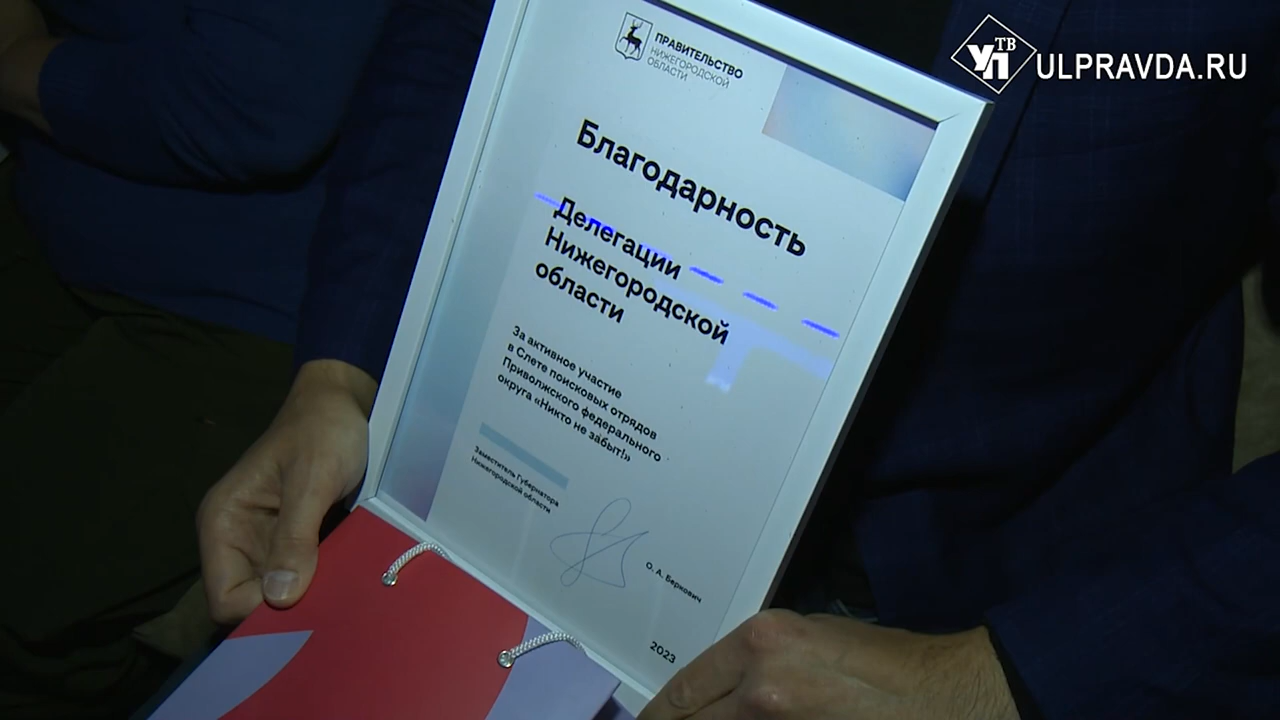 ПРАВИТЕЛЬСТВО
НИЖЕГОРОДСКОЙ
ОБЛАСТИ
УП ТВ
ULPRAVDA.RU
Благодарность
Делегации
Нижегородской
области
За активное участие
в Слете поисковых отрядов
Приволжского федерального
округа «Никто не забыт!»
Заместитель Губернатора
Нижегородской области
О. А. Беркович
2023